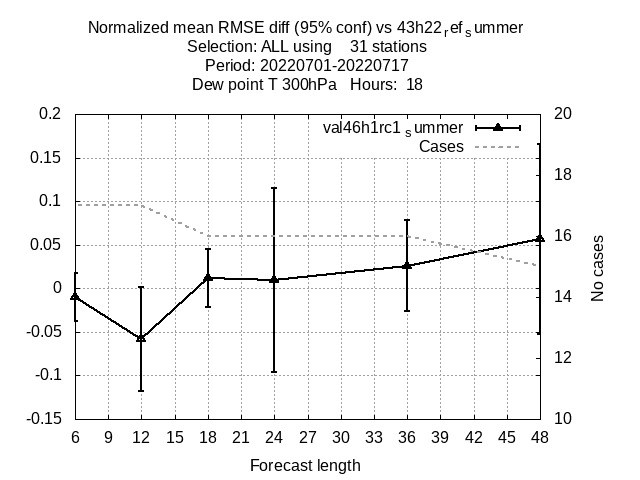 Normalized mean RMSE diff (95% conf) vs 43h22refsummer
Selection: ALL using 31 stations
Period: 20220701-20220717
Dew point T 300hPa Hours: 18
val46h1rc1summer
Cases
0.2
0.15
0.1
0.05
0
-0.05
-0.1
-0.15
20
18
16
14
12
10
No cases
6 9 12 15 18 21 24 27 30 33 36 39 42 45 48
Forecast length